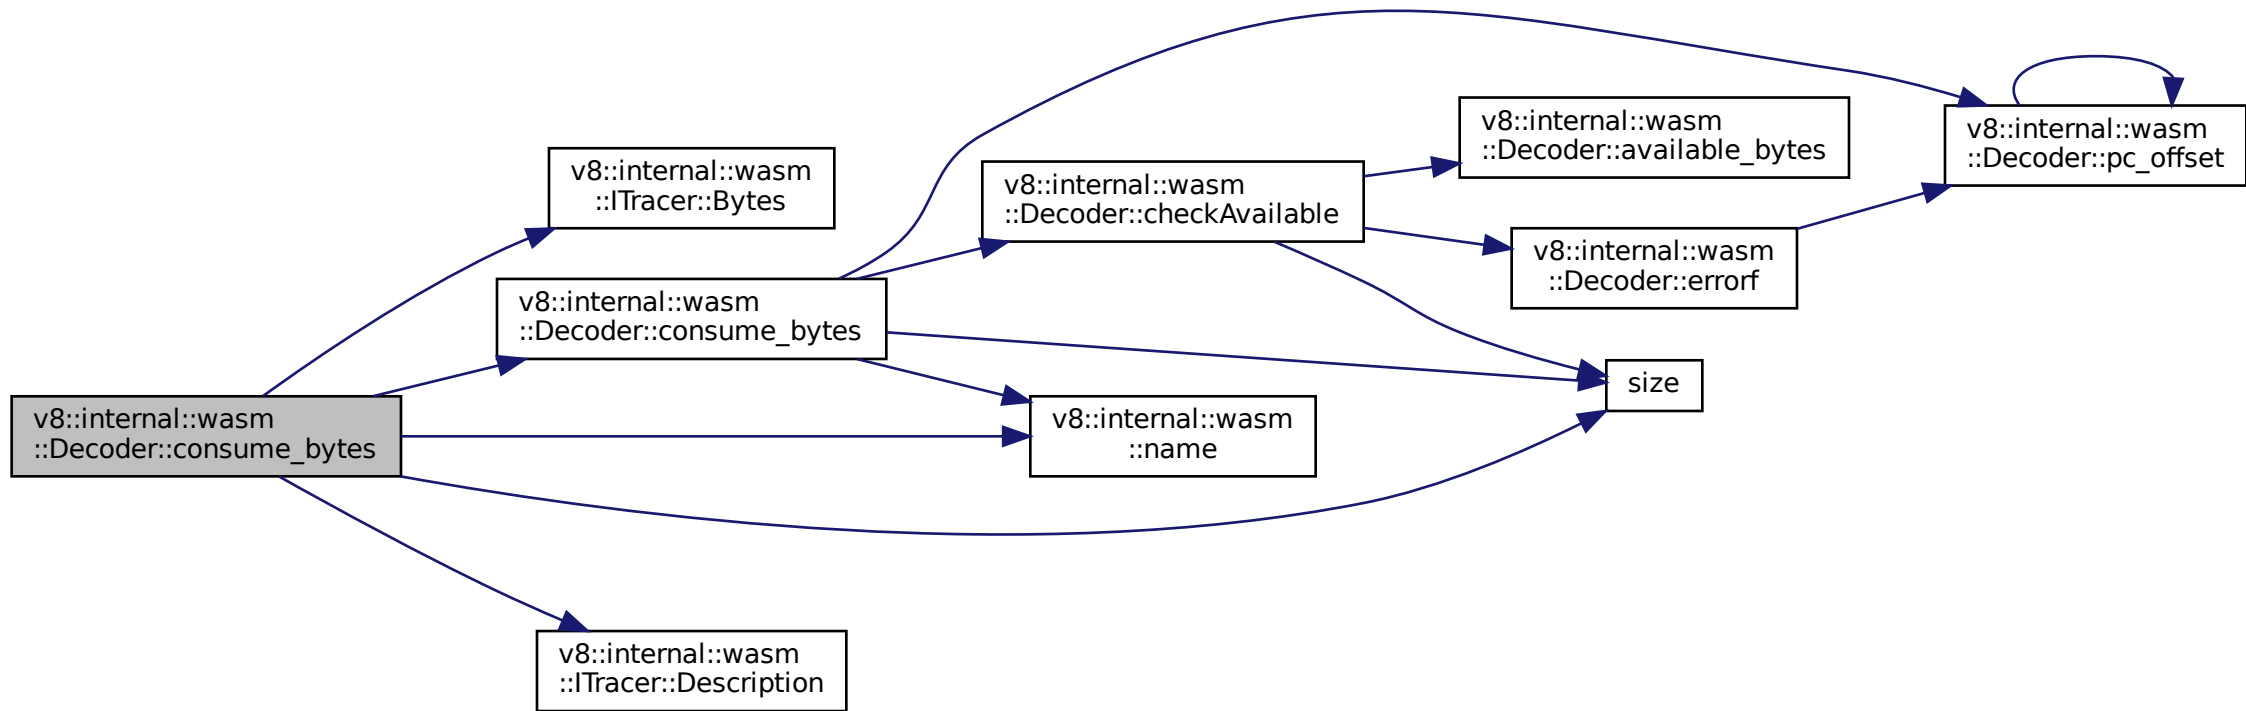 v8::internal::wasm
::Decoder::consume_bytes
v8::internal::wasm
::ITracer::Bytes
v8::internal::wasm
::Decoder::consume_bytes
v8::internal::wasm
::ITracer::Description
v8::internal::wasm
::Decoder::checkAvailable
v8::internal::wasm
::name
v8::internal::wasm
::Decoder::available_bytes
v8::internal::wasm
::Decoder::errorf
size
v8::internal::wasm
::Decoder::pc_offset